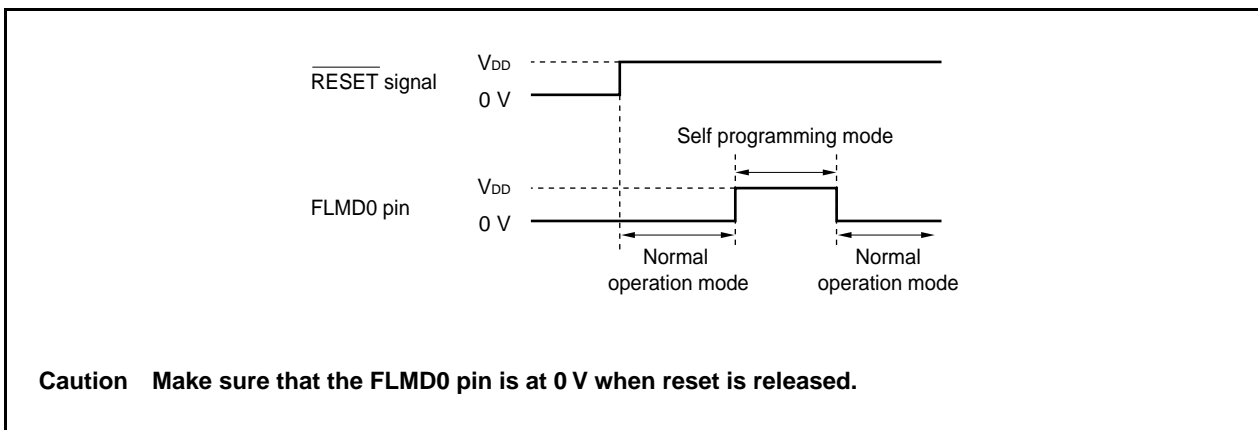 VDD
RESET signal
0 V
Self programming mode
VDD
FLMD0 pin
0 V
Normal
operation mode
Normal
operation mode
Caution Make sure that the FLMD0 pin is at 0 V when reset is released.